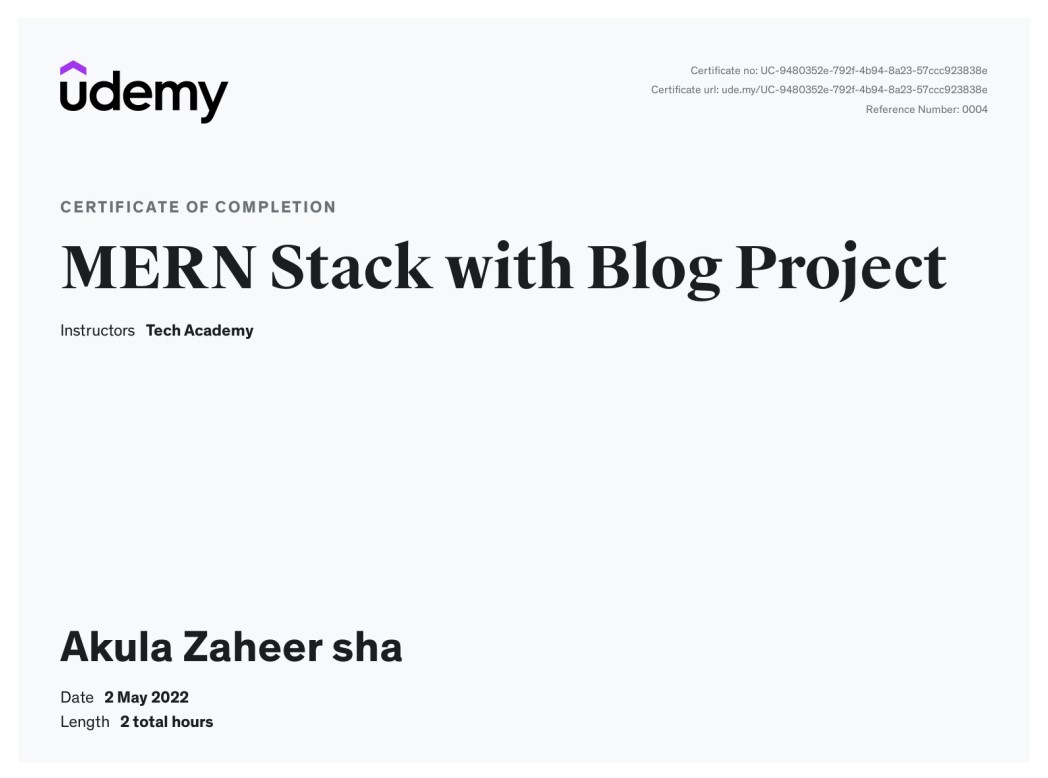 udemy
Certificate no: UC-9480352e-792f-4b94-8a23-57ccc923838e
Certificate url: ude.my/UC-9480352e-792f-4b94-8a23-57ccc923838e
Reference Number: 0004
CERTIFICATE OF COMPLETION
MERN Stack with Blog Project
Instructors Tech Academy
Akula Zaheer sha
Date 2 May 2022
Length 2 total hours